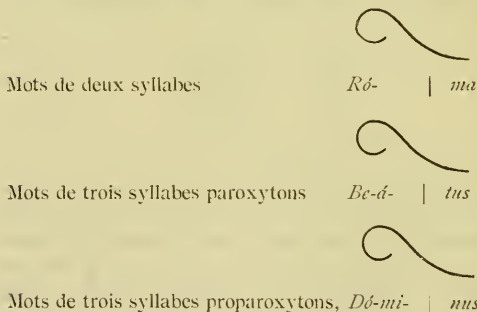 Mots de deux syllabes Ró- | ma
Mots de trois syllabes paroxytons Be-á- | tus
Mots de trois syllabes proparoxytons, Dó-mi- | nus